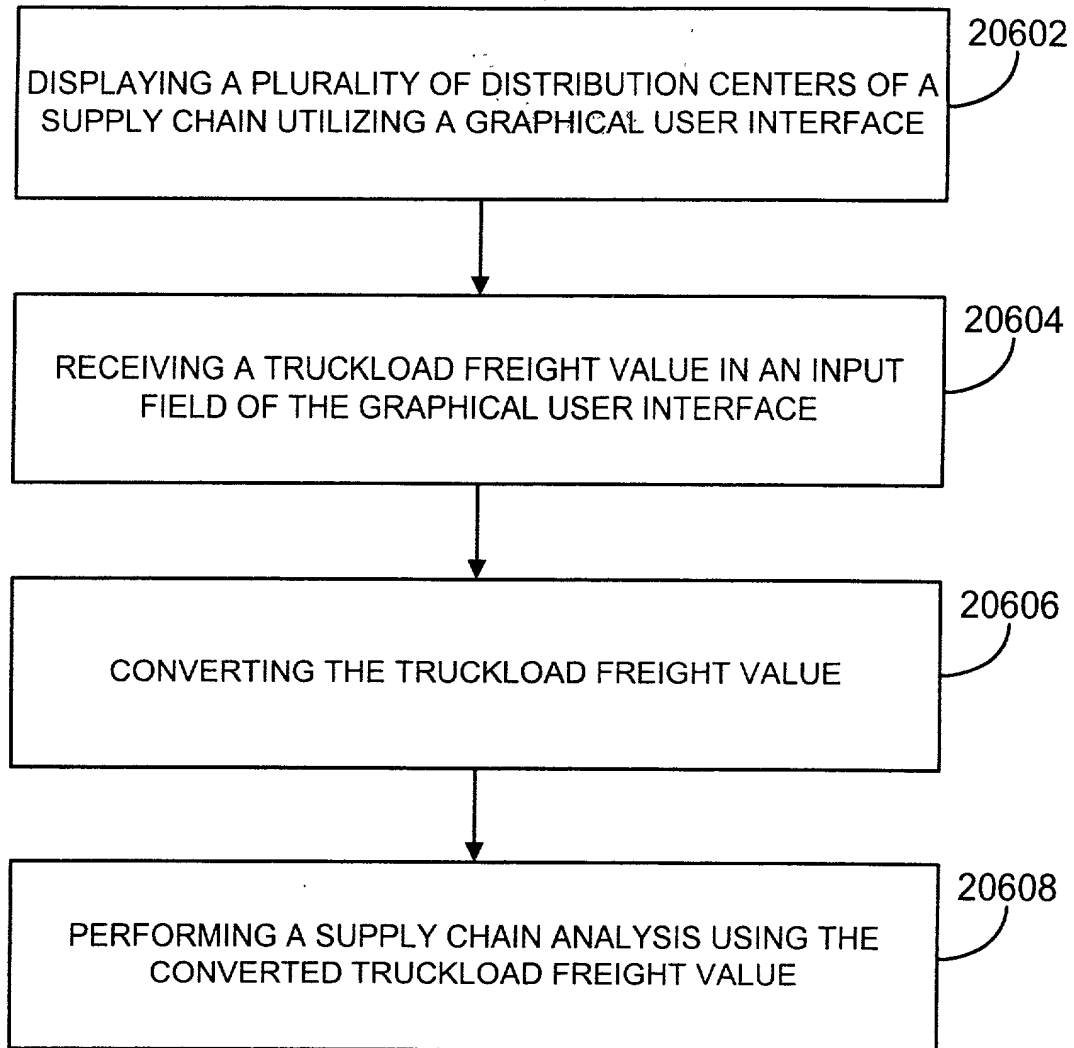 20602
DISPLAYING A PLURALITY OF DISTRIBUTION CENTERS OF A
SUPPLY CHAIN UTILIZING A GRAPHICAL USER INTERFACE
20604
RECEIVING A TRUCKLOAD FREIGHT VALUE IN AN INPUT
FIELD OF THE GRAPHICAL USER INTERFACE
20606
CONVERTING THE TRUCKLOAD FREIGHT VALUE
20608
PERFORMING A SUPPLY CHAIN ANALYSIS USING THE
CONVERTED TRUCKLOAD FREIGHT VALUE